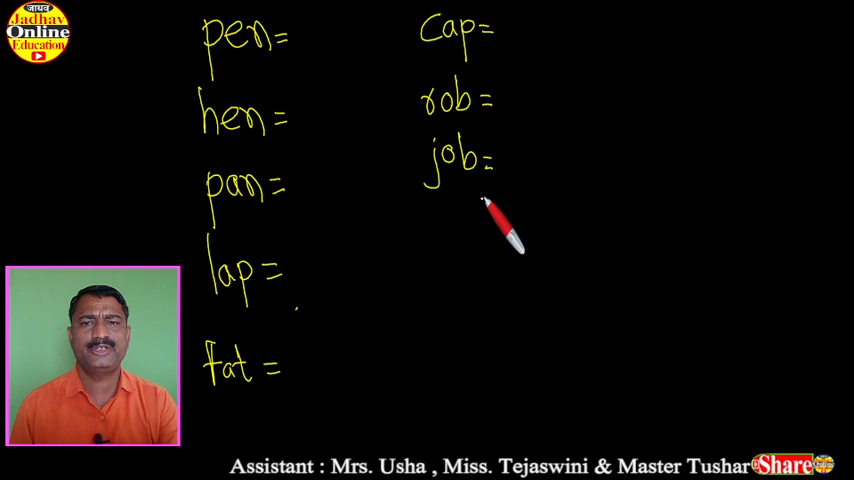 जाधव
Jadhav
Online
Education
pen=
hen=
pan=
lap=
fat=
Cap=
rob=
job=
Assistant : Mrs. Usha , Miss. Tejaswini & Master Tushar Share